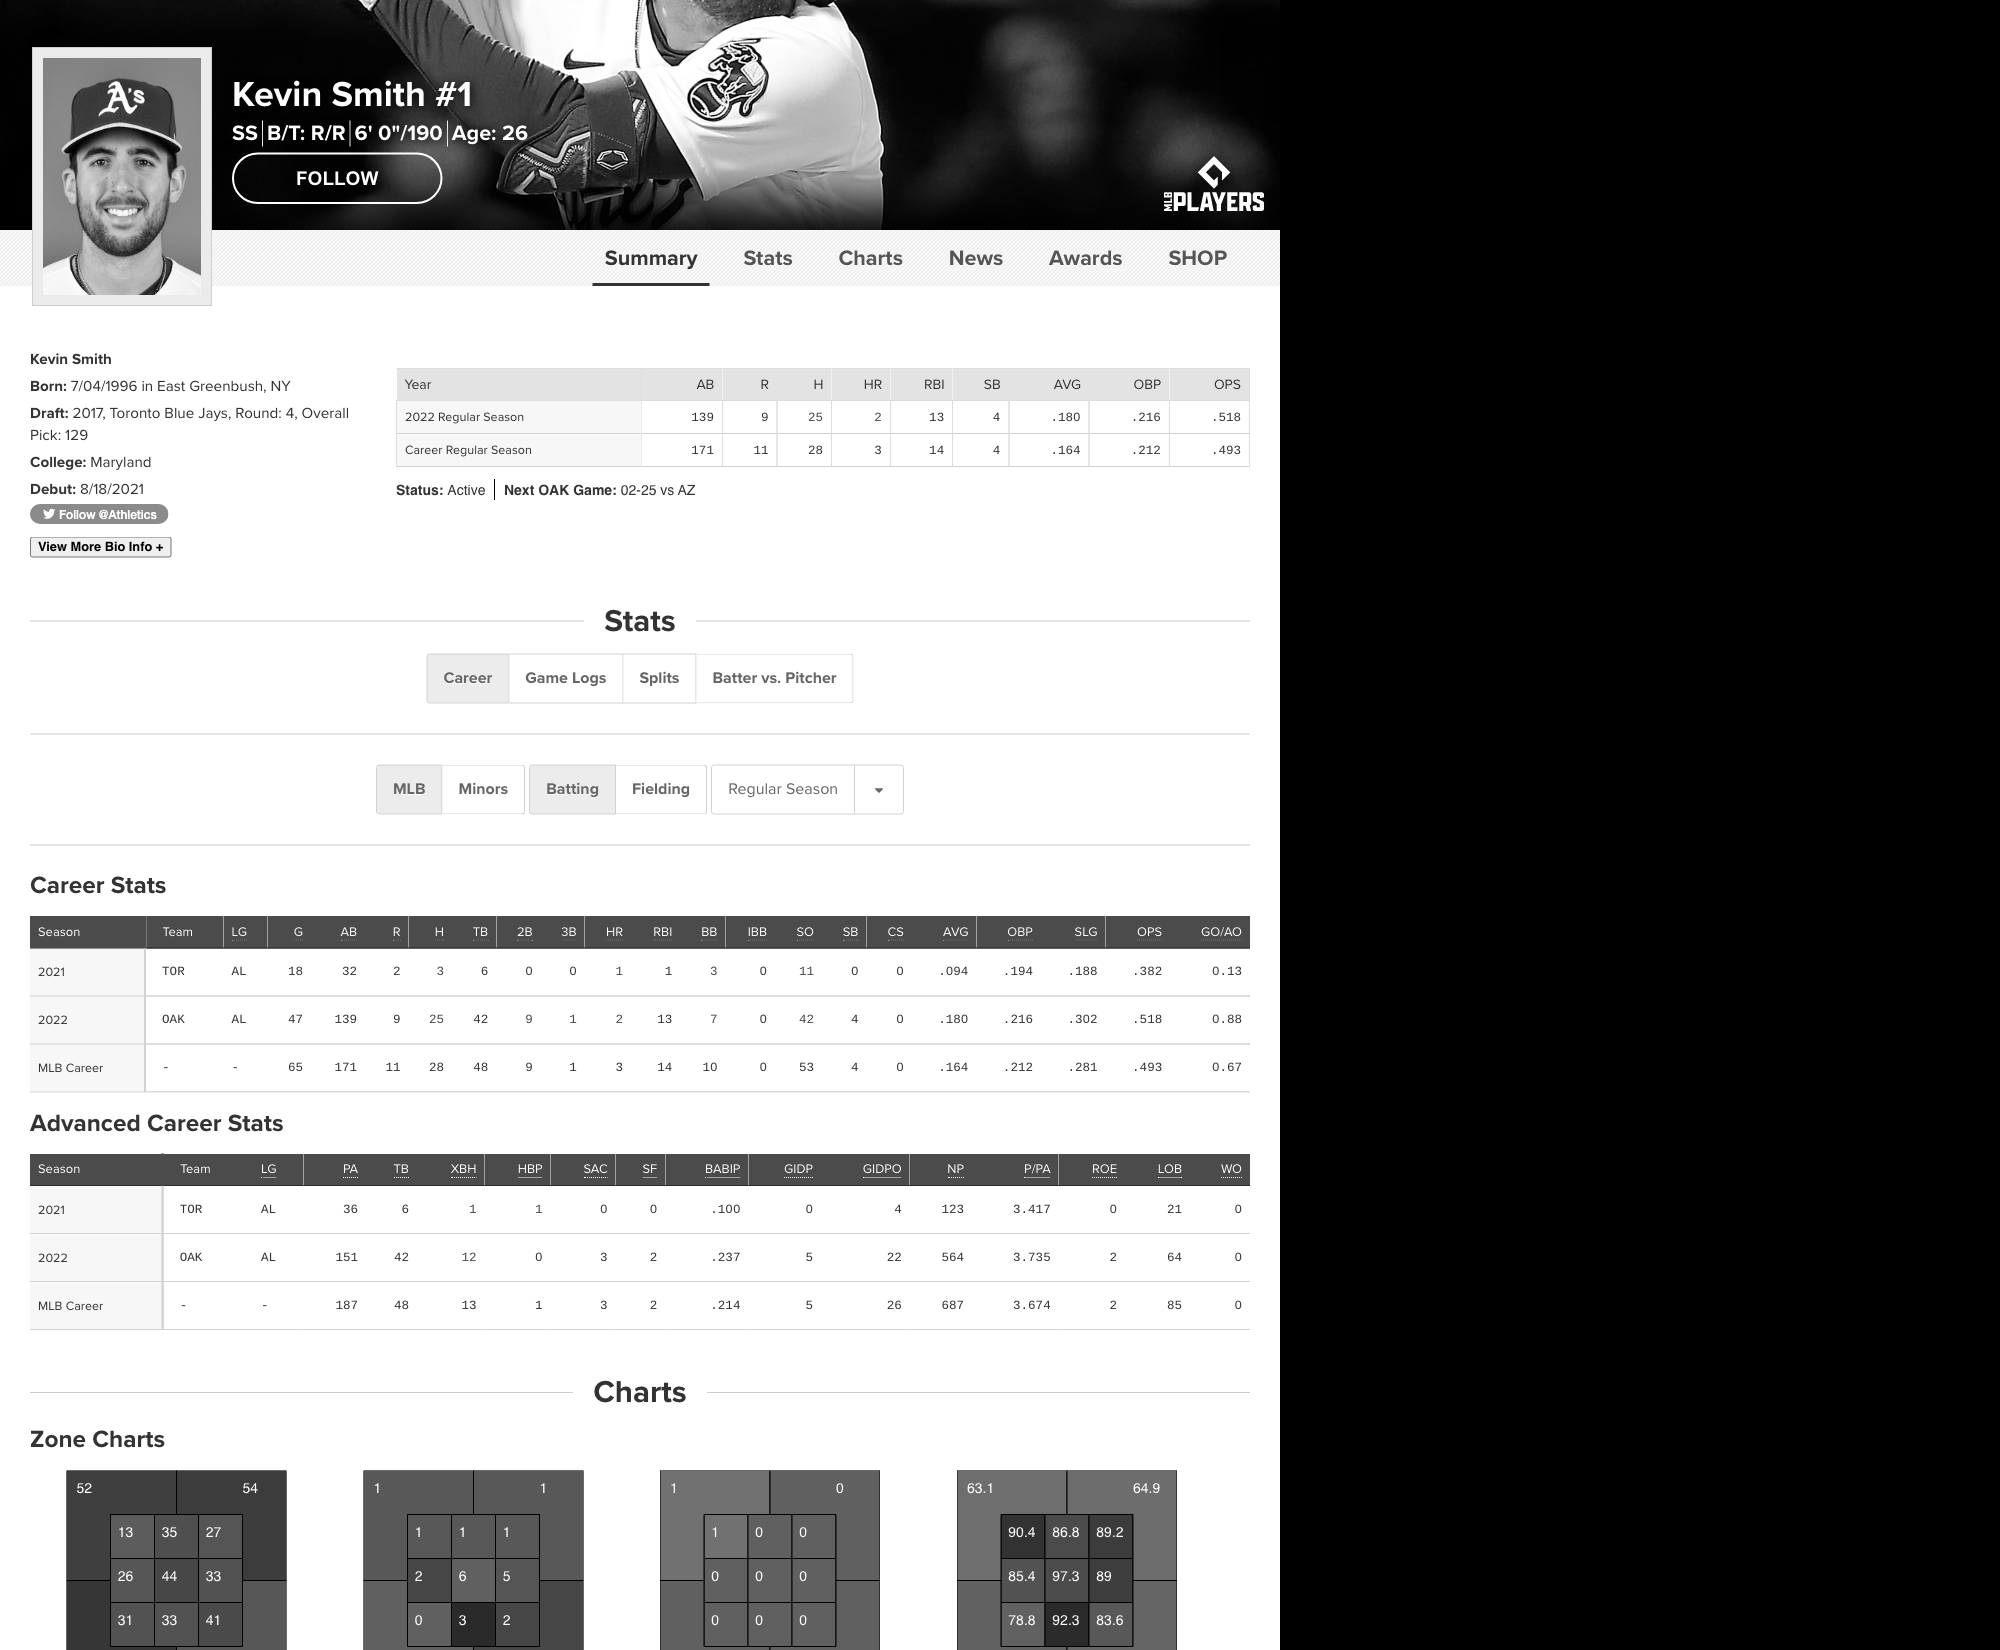 A's
Kevin Smith #1
SS B/T: R/R 6' 0"/190 Age: 26
FOLLOW
MLB PLAYERS
Summary Stats Charts News Awards SHOP
Kevin Smith
Born: 7/04/1996 in East Greenbush, NY
Draft: 2017, Toronto Blue Jays, Round: 4, Overall
Pick: 129
College: Maryland
Debut: 8/18/2021
Follow @Athletics
View More Bio Info +
Year AB R H HR RBI SB AVG OBP OPS
2022 Regular Season 139 9 25 2 13 4 .180 .216 .518
Career Regular Season 171 11 28 3 14 4 .164 .212 .493
Status: Active Next OAK Game: 02-25 vs AZ
Stats
Career Game Logs Splits Batter vs. Pitcher
MLB Minors Batting Fielding Regular Season
Career Stats
Season Team LG G AB R H TB 2B 3B HR RBI BB IBB SO SB CS AVG OBP SLG OPS GO/AO
2021 TOR AL 18 32 2 3 6 0 0 1 1 3 0 11 0 0 .094 .194 .188 .382 0.13
2022 OAK AL 47 139 9 25 42 9 1 2 13 7 0 42 4 0 .180 .216 .302 .518 0.88
MLB Career - - 65 171 11 28 48 9 1 3 14 10 0 53 4 0 .164 .212 .281 .493 0.67
Advanced Career Stats
Season Team LG PA TB XBH HBP SAC SF BABIP GIDP GIDPO NP P/PA ROE LOB WO
2021 TOR AL 36 6 1 1 0 0 .100 0 4 123 3.417 0 21 0
2022 OAK AL 151 42 12 0 3 2 .237 5 22 564 3.735 2 64 0
MLB Career - - 187 48 13 1 3 2 .214 5 26 687 3.674 2 85 0
Charts
Zone Charts
52 54 1 1 1 0 63.1 64.9
13 35 27 1 1 1 1 0 0 90.4 86.8 89.2
26 44 33 2 6 5 0 0 0 85.4 97.3 89
31 33 41 0 3 2 0 0 0 78.8 92.3 83.6